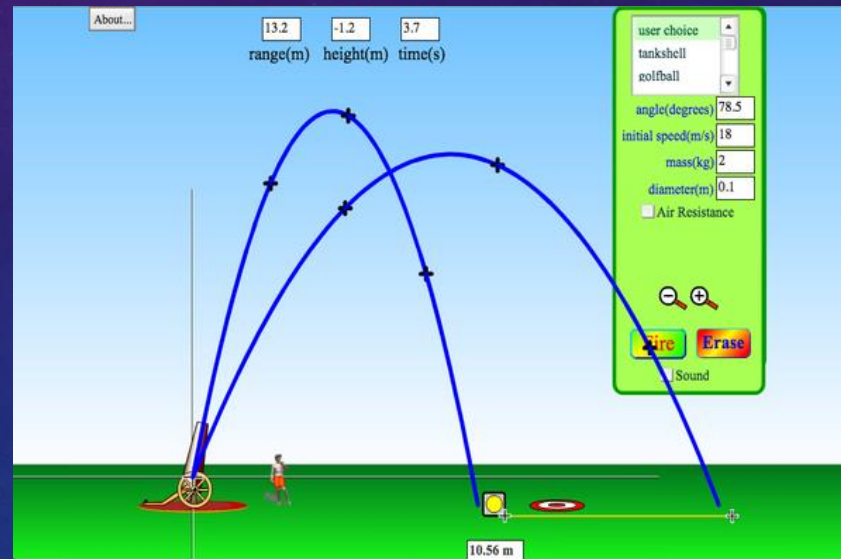 About...
13.2 -1.2 3.7
range(m) height(m) time(s)
user choice
tankshell
golfball
angle(degrees) 78.5
initial speed(m/s) 18
mass(kg) 2
diameter(m) 0.1
Air Resistance
Fire Erase
Sound
10.56 m